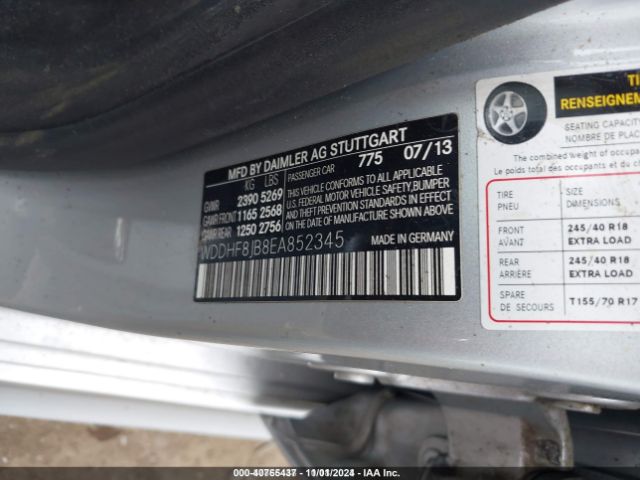 MFD BY DAIMLER AG STUTTGART
775 07/13
KG LBS
PASSENGER CAR
GVWR 2390 5269
GAWR FRONT 1165 2568
GAWR REAR 1250 2756
THIS VEHICLE CONFORMS TO ALL APPLICABLE
U.S. FEDERAL MOTOR VEHICLE SAFETY, BUMPER
AND THEFT PREVENTION STANDARDS IN EFFECT
ON THE DATE OF MANUFACTURE SHOWN ABOVE
WDDHF8JB8EA852345
MADE IN GERMANY
RENSEIGNEM
SEATING CAPACITY
NOMBRE DE PLAC
The combined weight of occupa
Le poids total des occupants et du ch
TIRE
PNEU
SIZE
DIMENSIONS
FRONT
AVANT
245/40 R18
EXTRA LOAD
REAR
ARRIÈRE
245/40 R18
EXTRA LOAD
SPARE
DE SECOURS
T155/70 R17
000-40765437 - 11/01/2024 - IAA, Inc.